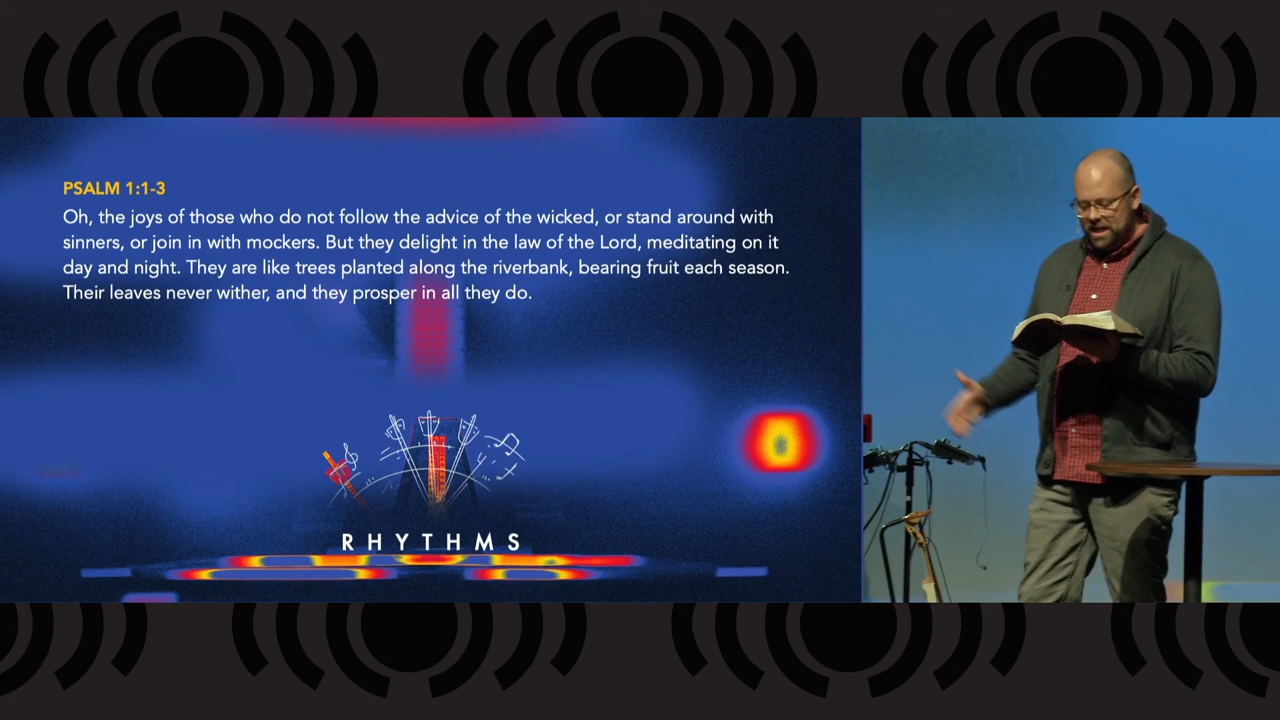 PSALM 1:1-3
Oh, the joys of those who do not follow the advice of the wicked, or stand around with
sinners, or join in with mockers. But they delight in the law of the Lord, meditating on it
day and night. They are like trees planted along the riverbank, bearing fruit each season.
Their leaves never wither, and they prosper in all they do.
RHYTHMS